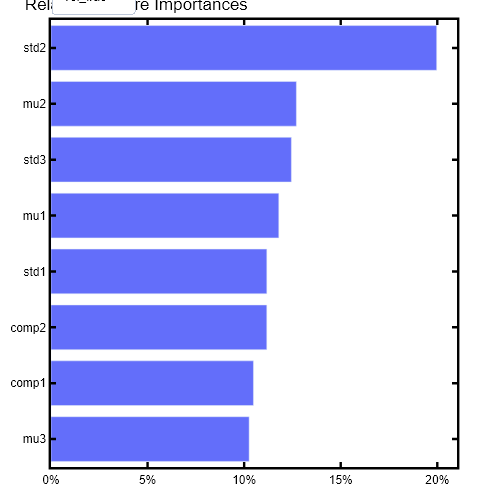 Rela re Importances
std2
mu2
std3
mu1
std1
comp2
comp1
mu3
0% 5% 10% 15% 20%